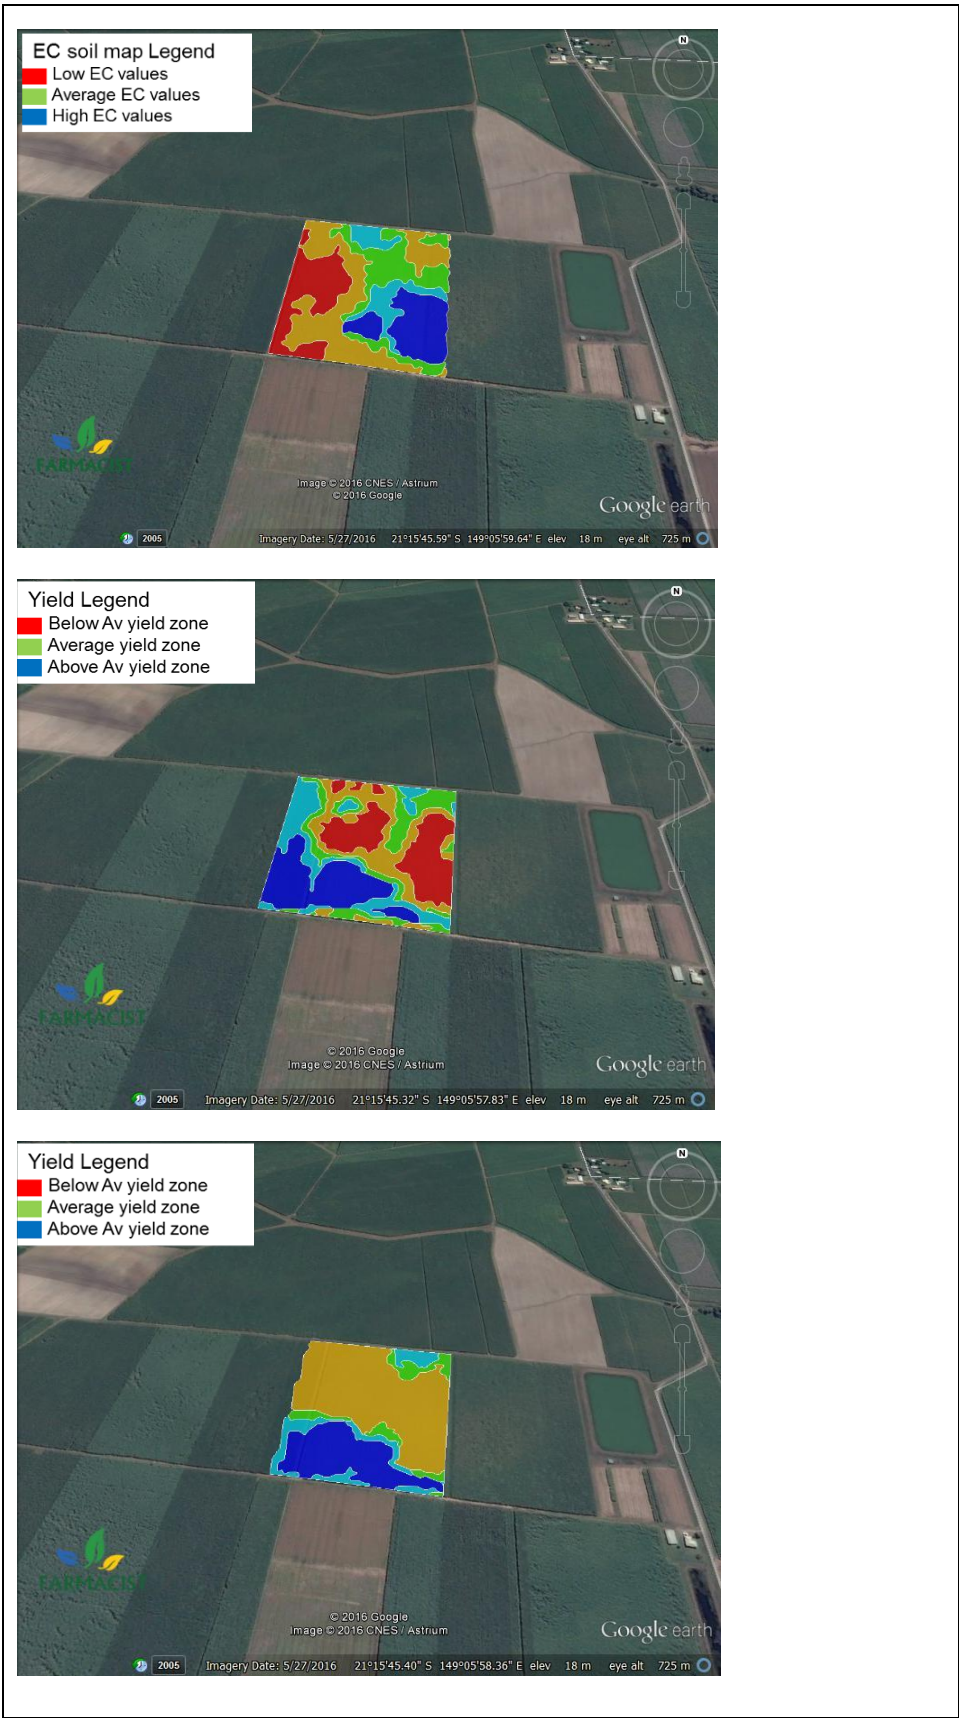 EC soil map Legend
Low EC values
Average EC values
High EC values
N
FARMACIST
Image © 2016 CNES / Astrium
© 2016 Google
Google earth
2005
Imagery Date: 5/27/2016 21°15'45.59" S 149°05'59.64" E elev 18 m eye alt 725 m
Yield Legend
Below Av yield zone
Average yield zone
Above Av yield zone
N
FARMACIST
© 2016 Google
Image © 2016 CNES / Astrium
Google earth
2005
Imagery Date: 5/27/2016 21°15'45.32" S 149°05'57.83" E elev 18 m eye alt 725 m
Yield Legend
Below Av yield zone
Average yield zone
Above Av yield zone
N
FARMACIST
© 2016 Google
Image © 2016 CNES / Astrium
Google earth
2005
Imagery Date: 5/27/2016 21°15'45.40" S 149°05'58.36" E elev 18 m eye alt 725 m